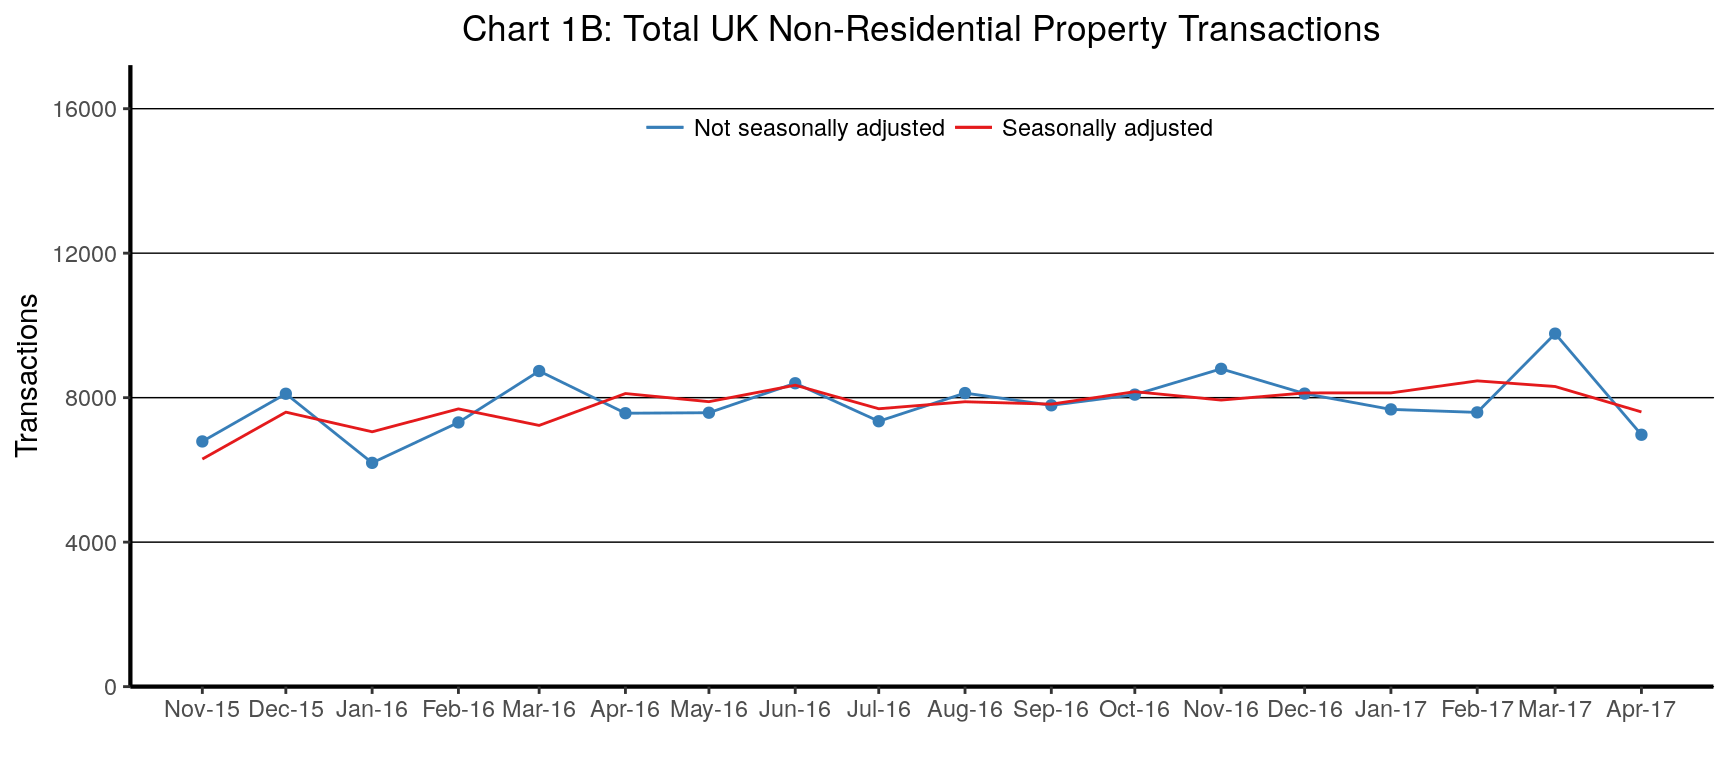 Chart 1B: Total UK Non-Residential Property Transactions
Transactions
16000
12000
8000
4000
0
Not seasonally adjusted Seasonally adjusted
Nov-15 Dec-15 Jan-16 Feb-16 Mar-16 Apr-16 May-16 Jun-16 Jul-16 Aug-16 Sep-16 Oct-16 Nov-16 Dec-16 Jan-17 Feb-17 Mar-17 Apr-17